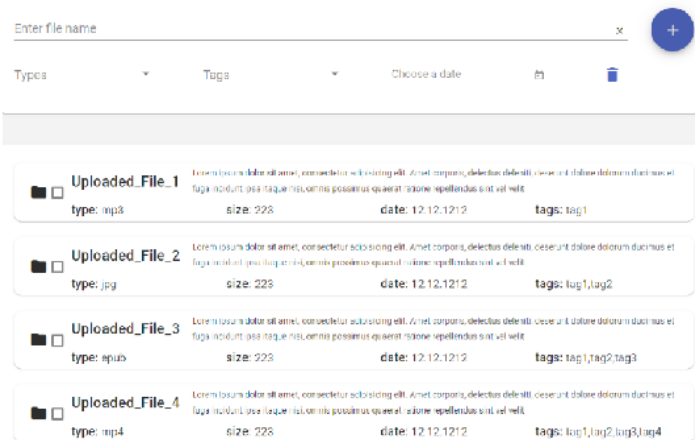 Enter file name
x
+
Types
Tags
Choose a date
Uploaded_File_1
Lorem ipsum dolor sit amet, consectetur adipisicing elit. Amet corporis, delectus deleniti, deserunt dolore dolorum ducimus et
fuga incidunt ipsa itaque nisi, omnis possimus quaerat ratione repellendus sint vel velit
type: mp3 size: 223 date: 12.12.1212 tags: tag1
Uploaded_File_2
Lorem ipsum dolor sit amet, consectetur adipisicing elit. Amet corporis, delectus deleniti, deserunt dolore dolorum ducimus et
fuga incidunt ipsa itaque nisi, omnis possimus quaerat ratione repellendus sint vel velit
type: jpg size: 223 date: 12.12.1212 tags: tag1,tag2
Uploaded_File_3
Lorem ipsum dolor sit amet, consectetur adipisicing elit. Amet corporis, delectus deleniti, deserunt dolore dolorum ducimus et
fuga incidunt ipsa itaque nisi, omnis possimus quaerat ratione repellendus sint vel velit
type: epub size: 223 date: 12.12.1212 tags: tag1,tag2,tag3
Uploaded_File_4
Lorem ipsum dolor sit amet, consectetur adipisicing elit. Amet corporis, delectus deleniti, deserunt dolore dolorum ducimus et
fuga incidunt ipsa itaque nisi, omnis possimus quaerat ratione repellendus sint vel velit
type: mp4 size: 223 date: 12.12.1212 tags: tag1,tag2,tag3,tag4